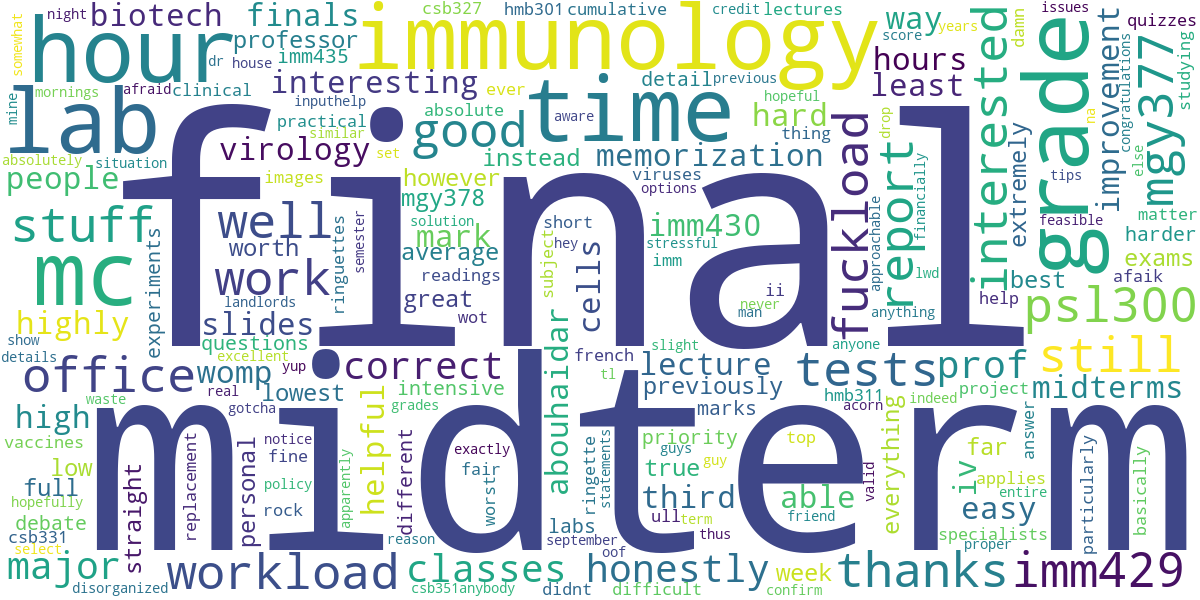 csb327 hmb301 cumulative credit lectures issues
night finals way score years quizzes
somewhat biotech immunology damn
hour professor imm435 hours
dr house interesting detail previous least
mornings afraid clinical ever hopeful
mine inputhelp time hard
lab practical absolute good aware thing
similar set drop na
absolutely situation virology instead memorization
people images however viruses options
mgy378 imm430 tips
stuff well short solution mark
worth average hey stressful feasible
mc work readings cells imm
final
grade
interested
improvement
mgy377
congratulations
studying
else
extremely
report
fuckload
approachable
financially
matter
harder
exams
afaik
best
help
lwd
anything
psl300
ii
never
man
great
wot
landlords
ringuettes
semester
experiments
subject
highly slides
questions
show
details
excellent yup
french
slight
anyone
still
office womp correct
tl
lecture tests prof
midterms
waste real lowest intensive
previously hmb311 indeed project
acorn
high gotcha grades
marks
answer
helpful
abouhaidar
everything
top
far
vaccines
notice
exactly
priority
guys guy
low fine
fair
true
applies
full
policy
third able iv
entire
hopefully
replacement
personal
apparently
different
worstr
ringette
statements
valid
easy
particularly
basically
debate rock
labs
ull term
friend
specialists
csb331
straight
reason september
thus
proper
select
oof
midterm
major
workload classes honestly week thanks imm429
disorganized
csb351 anybody didnt difficult confirm